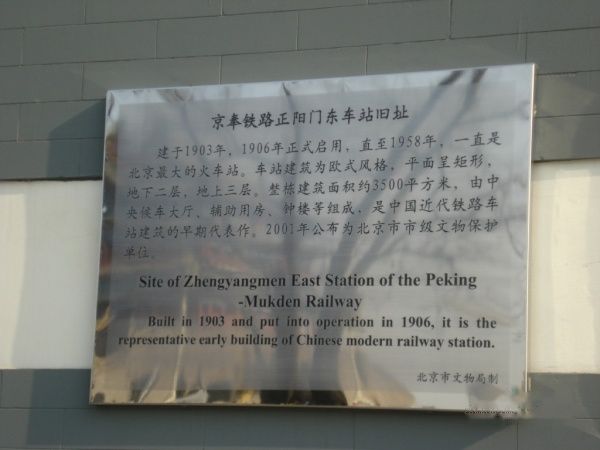 京奉铁路正阳门东车站旧址
建于1903年，1906年正式启用，直至1958年，一直是
北京最大的火车站。车站建筑为欧式风格，平面呈矩形，
地下二层，地上三层。整栋建筑面积约3500平方米，由中
央候车大厅、辅助用房、钟楼等组成，是中国近代铁路车
站建筑的早期代表作。2001年公布为北京市市级文物保护
单位。
Site of Zhengyangmen East Station of the Peking
-Mukden Railway
Built in 1903 and put into operation in 1906, it is the
representative early building of Chinese modern railway station.
北京市文物局制